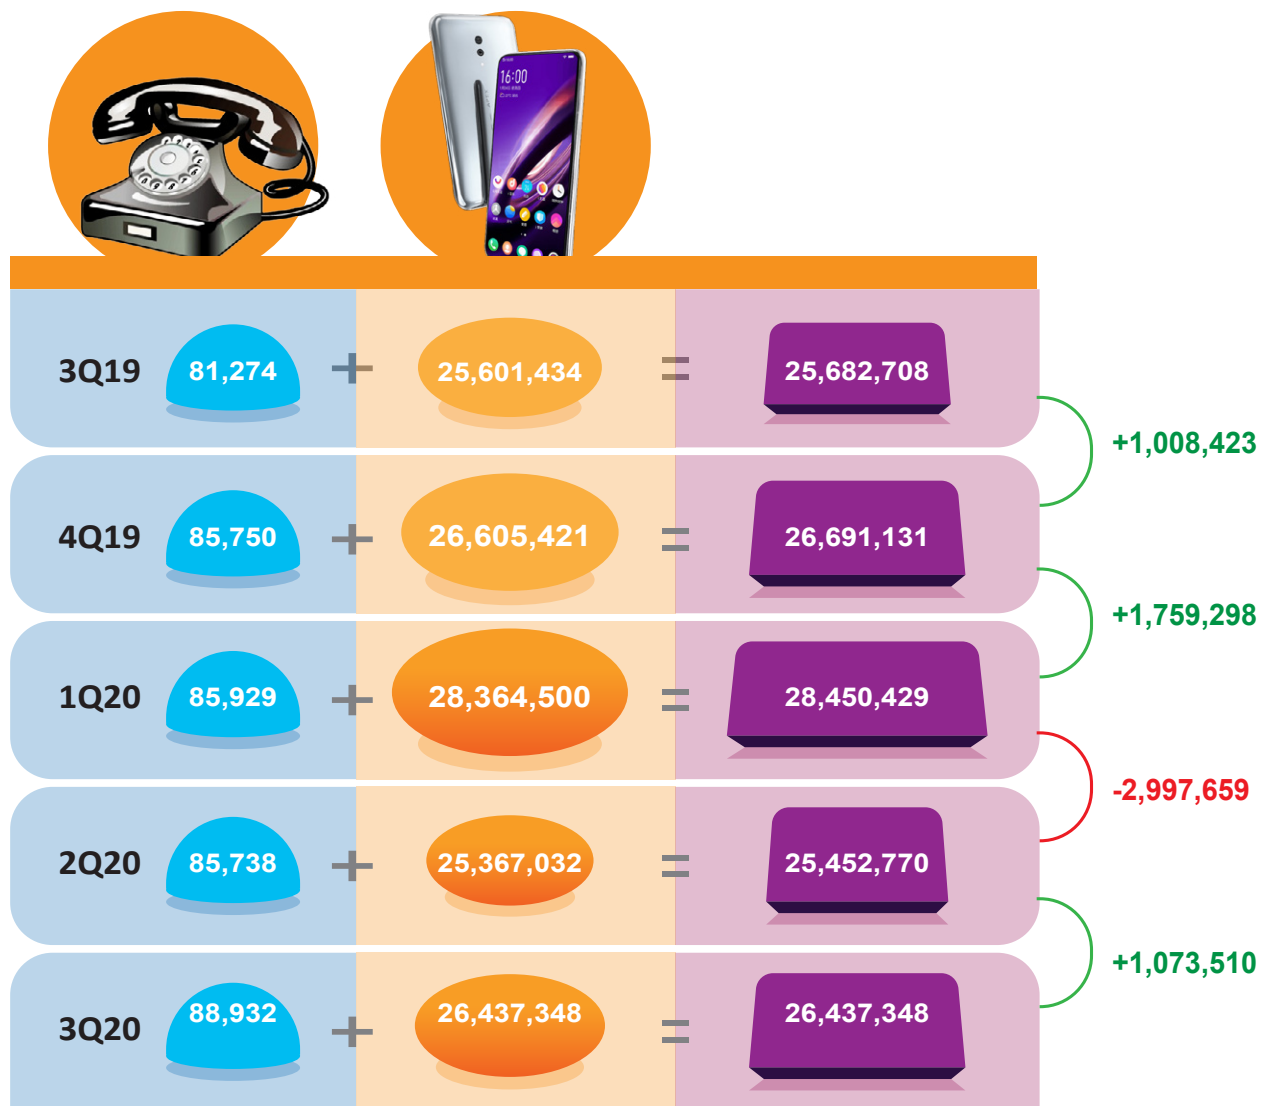 16:00
3Q19 81,274 + 25,601,434 = 25,682,708
+1,008,423
4Q19 85,750 + 26,605,421 = 26,691,131
+1,759,298
1Q20 85,929 + 28,364,500 = 28,450,429
-2,997,659
2Q20 85,738 + 25,367,032 = 25,452,770
+1,073,510
3Q20 88,932 + 26,437,348 = 26,437,348